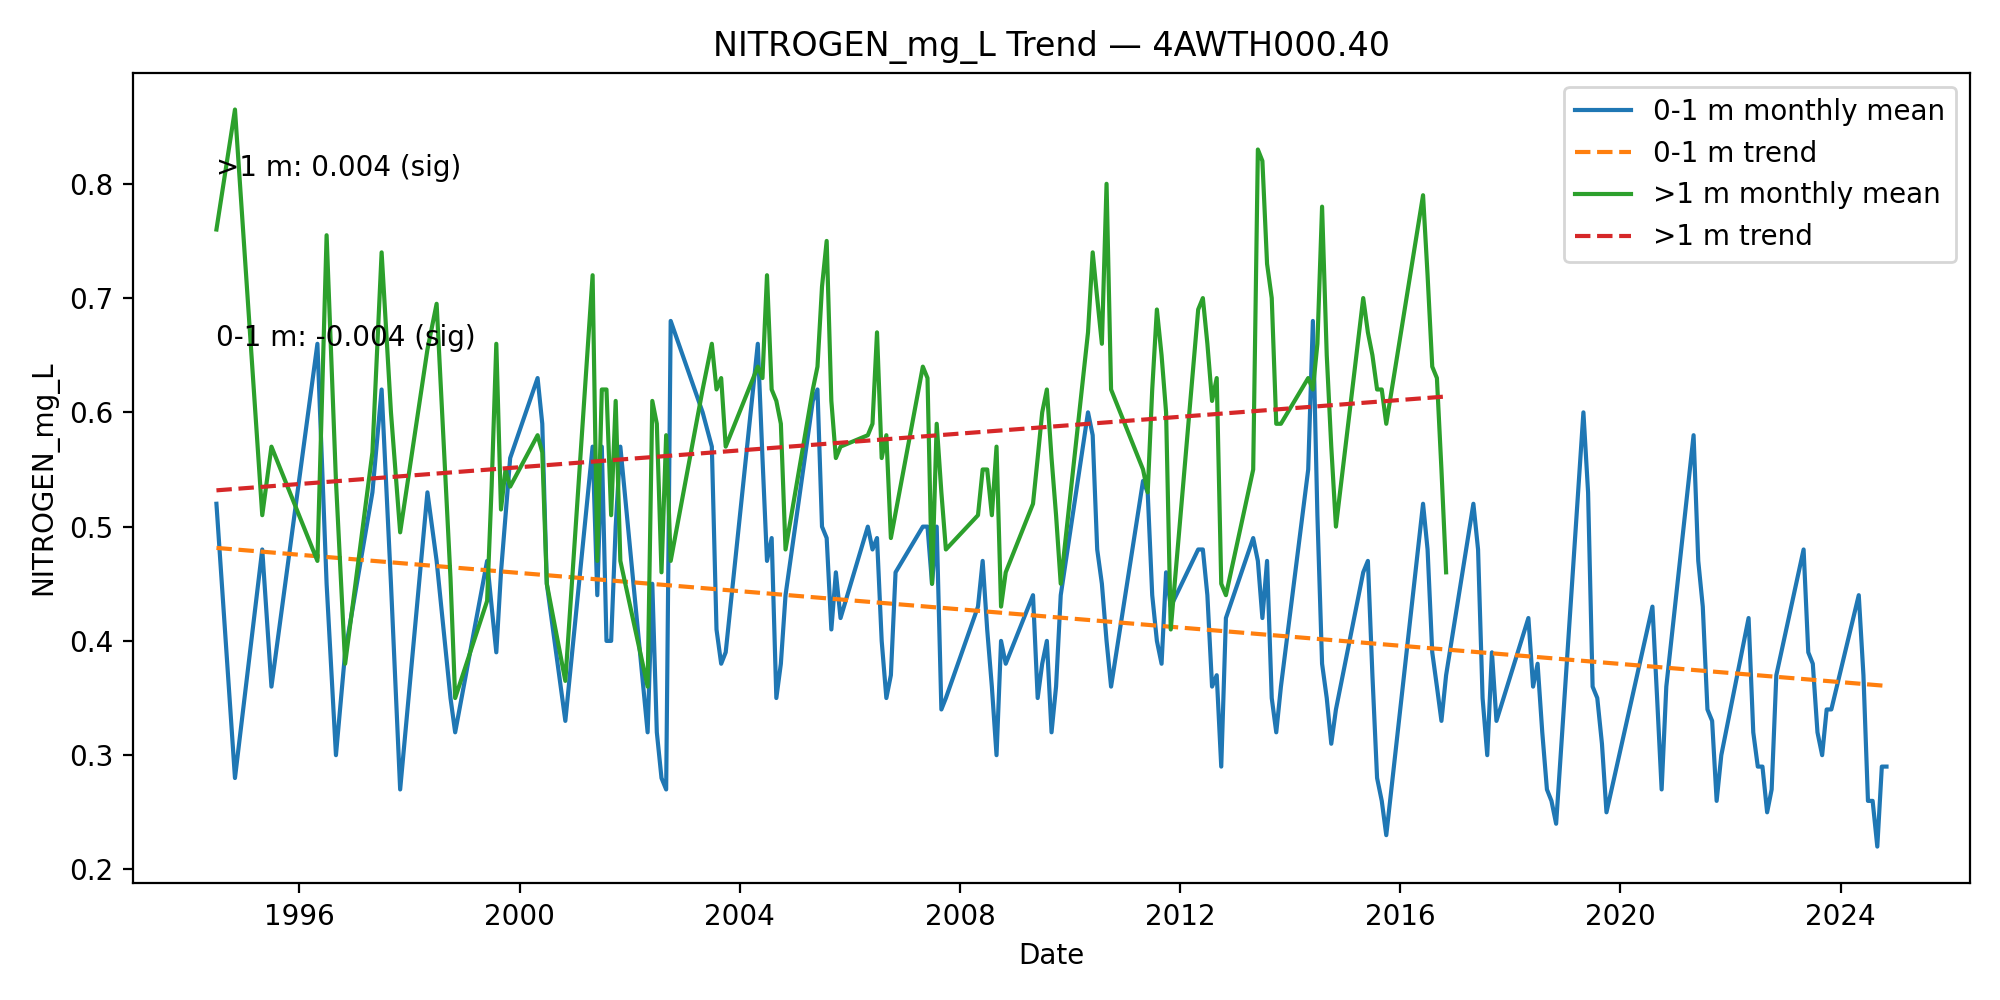 NITROGEN_mg_L Trend — 4AWTH000.40
0-1 m monthly mean
0-1 m trend
>1 m monthly mean
>1 m trend
>1 m: 0.004 (sig)
0-1 m: -0.004 (sig)
NITROGEN_mg_L
0.8
0.7
0.6
0.5
0.4
0.3
0.2
1996 2000 2004 2008 2012 2016 2020 2024
Date